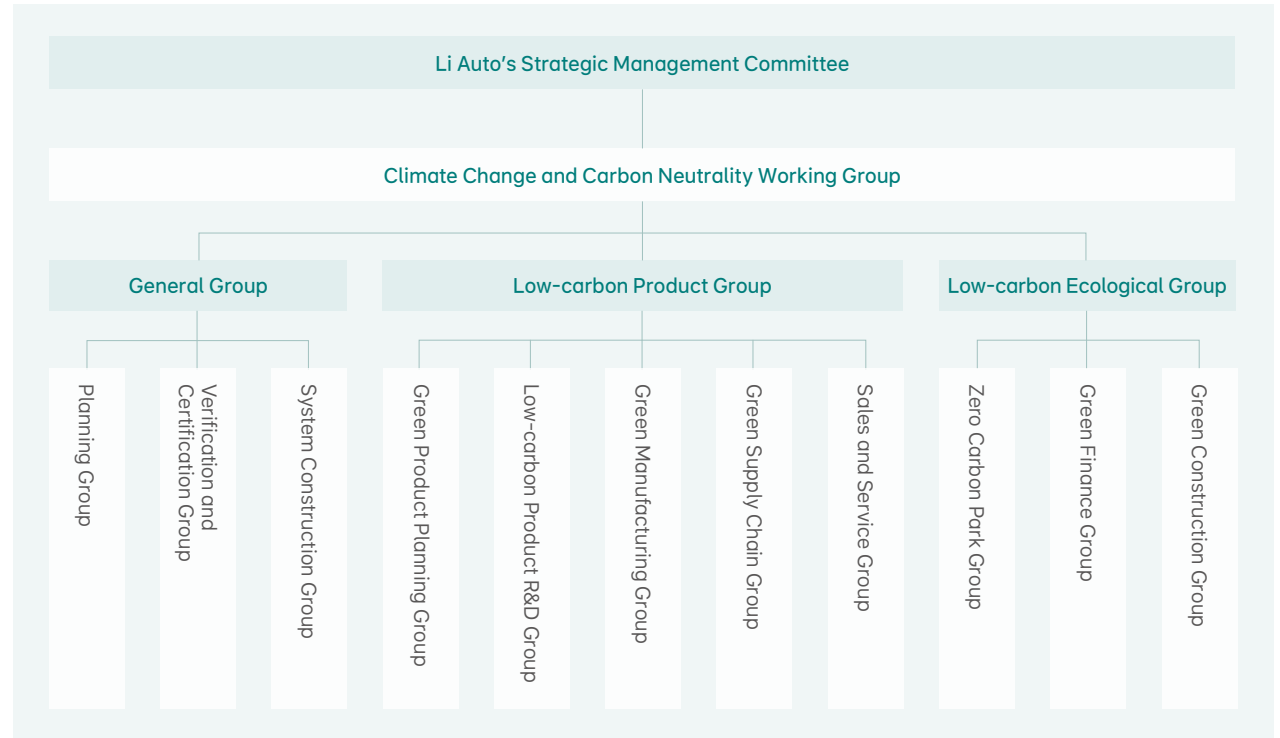 Li Auto’s Strategic Management Committee
Climate Change and Carbon Neutrality Working Group
General Group
Low-carbon Product Group
Low-carbon Ecological Group
Planning Group
Verification and
Certification Group
System Construction Group
Green Product Planning Group
Low-carbon Product R&D Group
Green Manufacturing Group
Green Supply Chain Group
Sales and Service Group
Zero Carbon Park Group
Green Finance Group
Green Construction Group